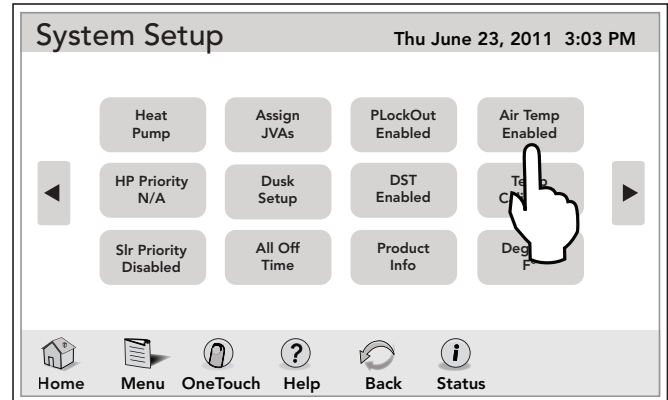 System Setup
Thu June 23, 2011 3:03 PM
Heat
Pump
Assign
JVAs
PLockOut
Enabled
Air Temp
Enabled
HP Priority
N/A
Dusk
Setup
DST
Enabled
Slr Priority
Disabled
All Off
Time
Product
Info
F°
Home Menu OneTouch Help Back Status